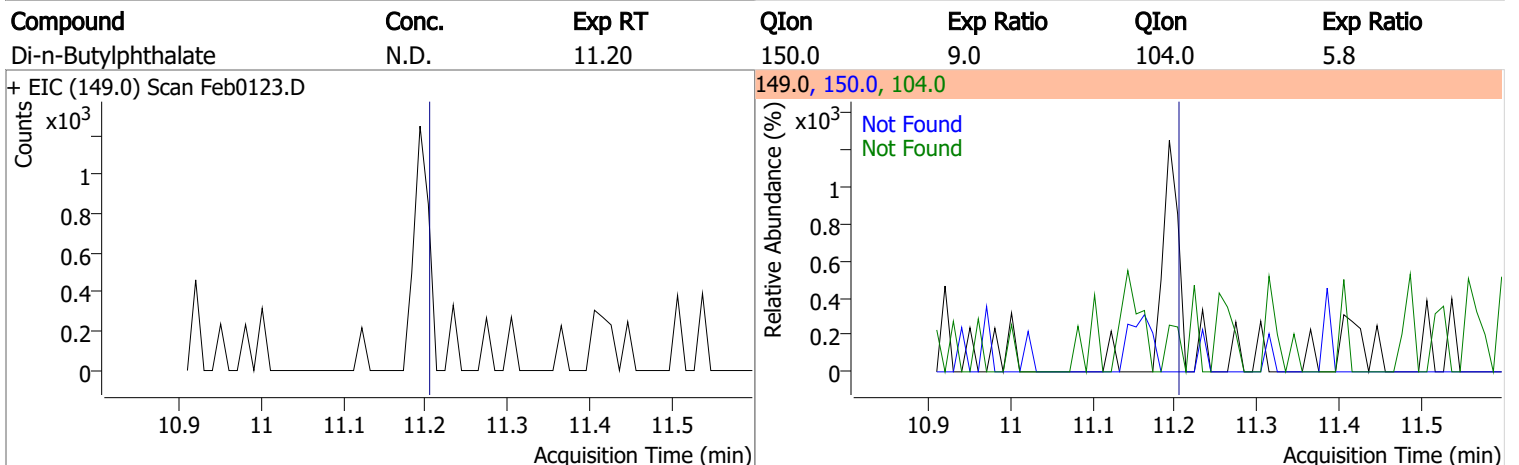 Compound Conc. Exp RT QIon Exp Ratio QIon Exp Ratio
Di-n-Butylphthalate N.D. 11.20 150.0 9.0 104.0 5.8
+ EIC (149.0) Scan Feb0123.D
Counts
x10³
1
0.8
0.6
0.4
0.2
0
10.9 11 11.1 11.2 11.3 11.4 11.5
Acquisition Time (min)
149.0, 150.0, 104.0
Relative Abundance (%)
x10³
Not Found
Not Found
1
0.8
0.6
0.4
0.2
0
10.9 11 11.1 11.2 11.3 11.4 11.5
Acquisition Time (min)